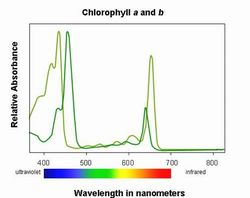 Chlorophyll a and b
Relative Absorbance
400 500 600 700 800
ultraviolet infrared
Wavelength in nanometers